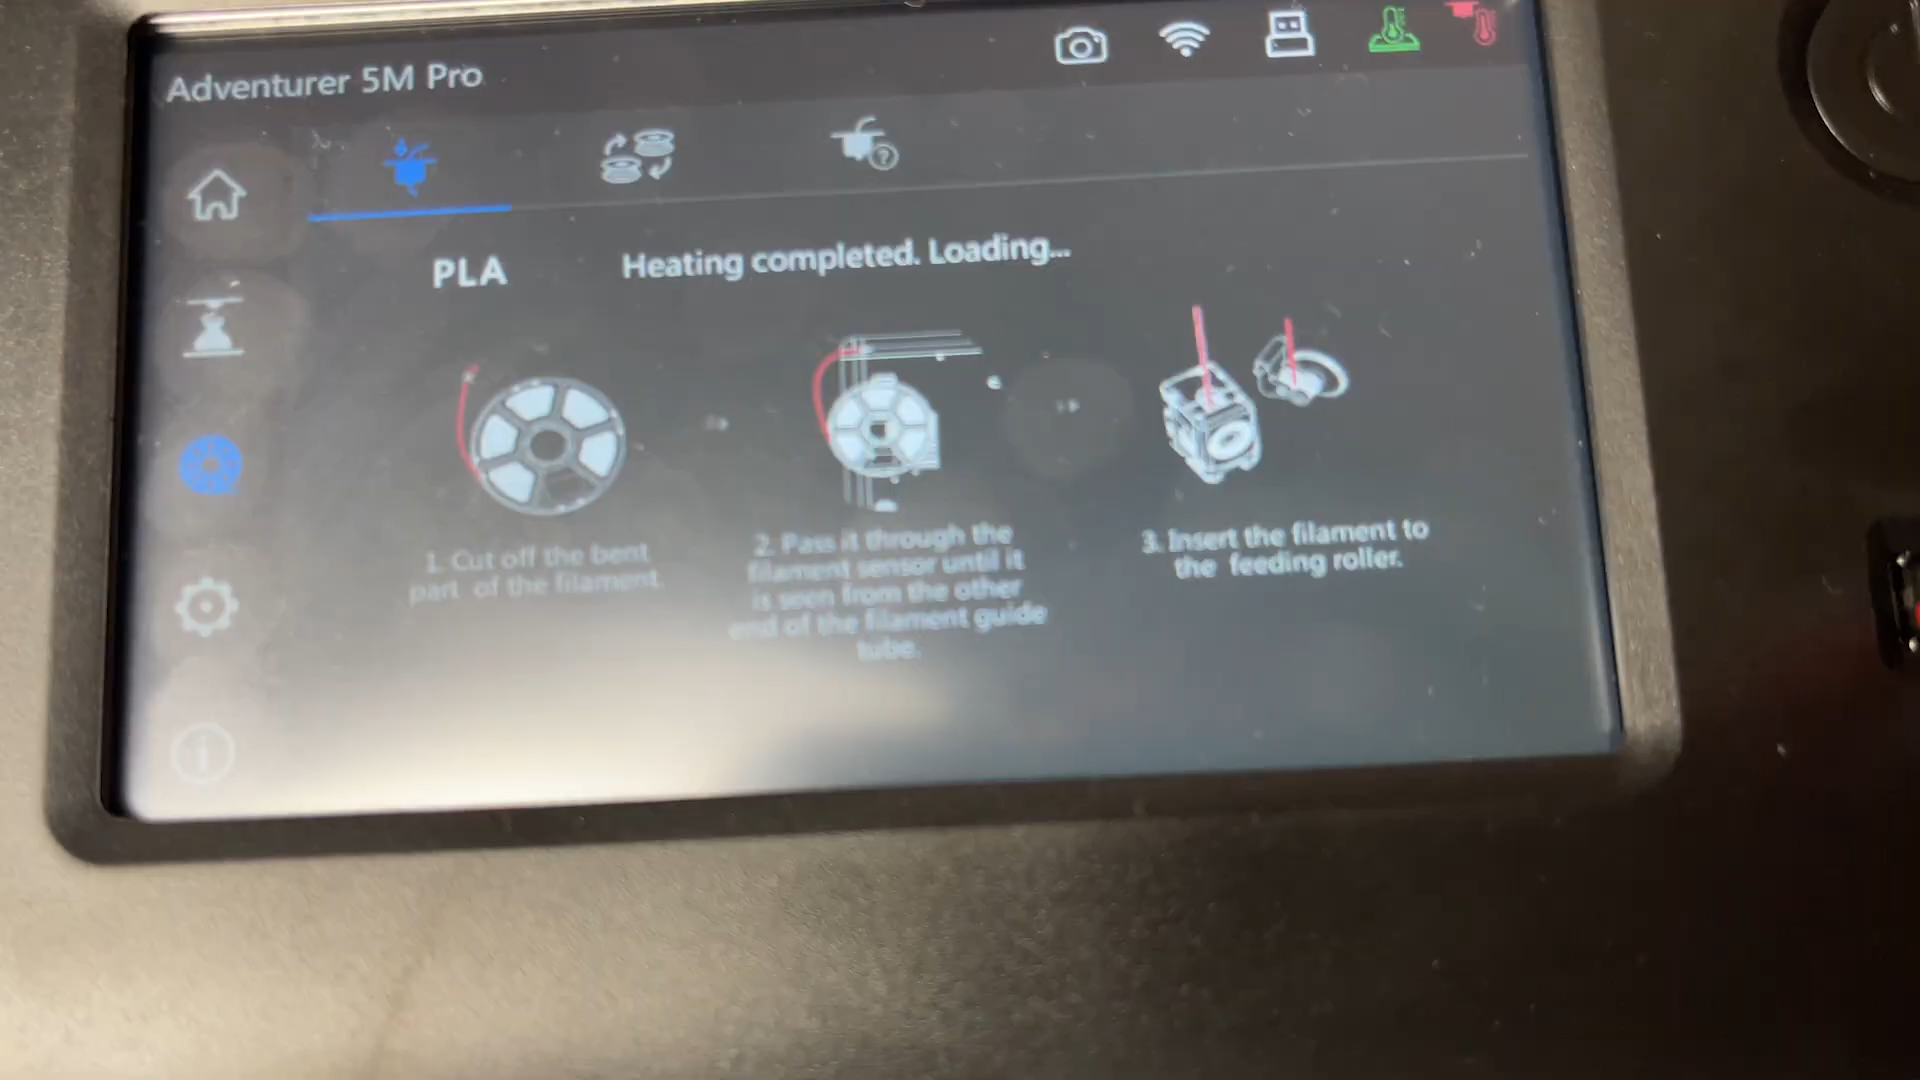 Adventurer 5M Pro
PLA
Heating completed. Loading...
1. Cut off the bent
part of the filament.
2. Pass it through the
filament sensor until it
is seen from the other
end of the filament guide
tube.
3. Insert the filament to
the feeding roller.